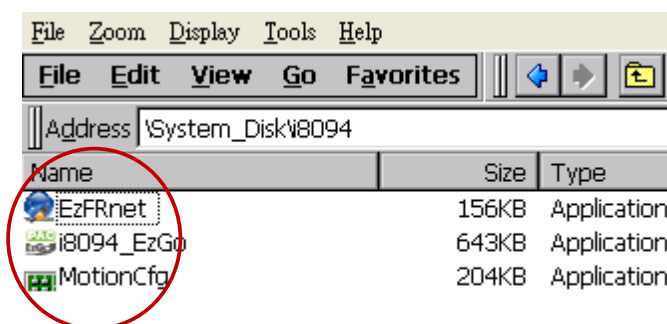 File Zoom Display Tools Help
File Edit View Go Favorites
Address \System_Disk\i8094
Name Size Type
EzFRnet 156KB Application
i8094_EzGo 643KB Application
MotionCfg 204KB Application